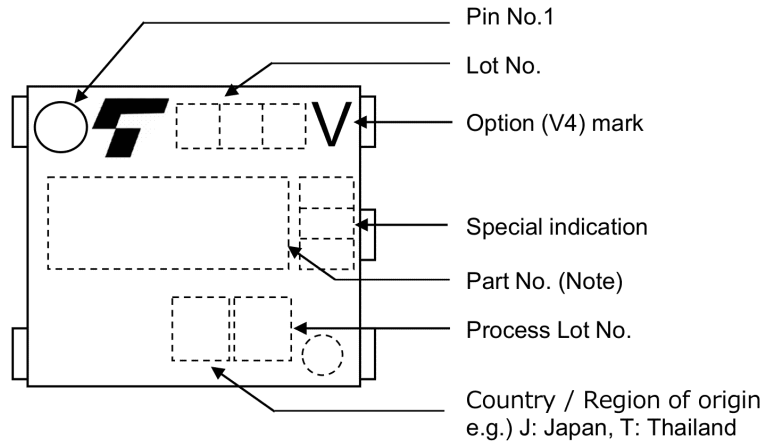 Pin No.1
Lot No.
V
Option (V4) mark
Special indication
Part No. (Note)
Process Lot No.
Country / Region of origin
e.g.) J: Japan, T: Thailand